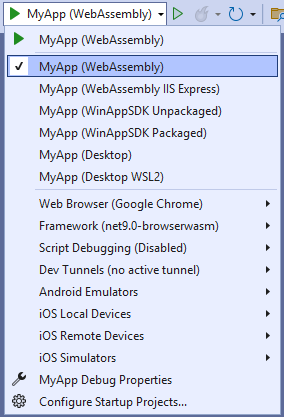 MyApp (WebAssembly)
MyApp (WebAssembly)
MyApp (WebAssembly)
MyApp (WebAssembly IIS Express)
MyApp (WinAppSDK Unpackaged)
MyApp (WinAppSDK Packaged)
MyApp (Desktop)
MyApp (Desktop WSL2)
Web Browser (Google Chrome)
Framework (net9.0-browserwasm)
Script Debugging (Disabled)
Dev Tunnels (no active tunnel)
Android Emulators
iOS Local Devices
iOS Remote Devices
iOS Simulators
MyApp Debug Properties
Configure Startup Projects...